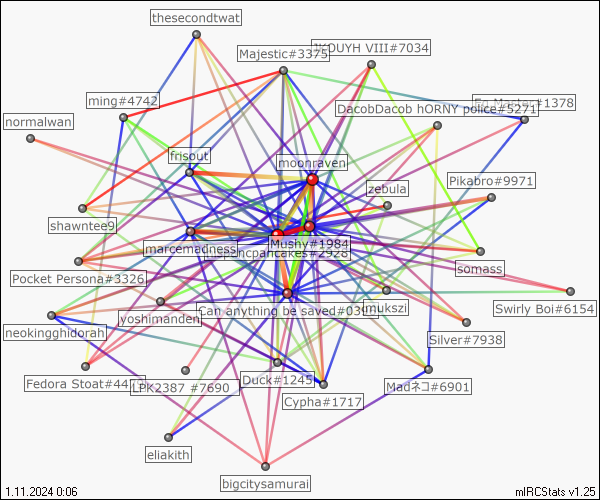 thesecondtwat
Majestic#3375
KOUYH VIII#7034
ming#4742
#1378
DacobDacob hORNY police#5271
normalwan
frisout
moonraven
zebula
Pikabro#9971
shawntee9
marcemadness
Mushy#1984
ncpancakes#2928
somass
Pocket Persona#3326
yoshimanden
Can anything be saved#03
mukszi
Swirly Boi#6154
neokingghidorah
Silver#7938
Fedora Stoat#44
LPK2387 #7690
Duck#1245
Cypha#1717
Madネコ#6901
eliakith
bigcitysamurai
1.11.2024 0:06
mIRCStats v1.25